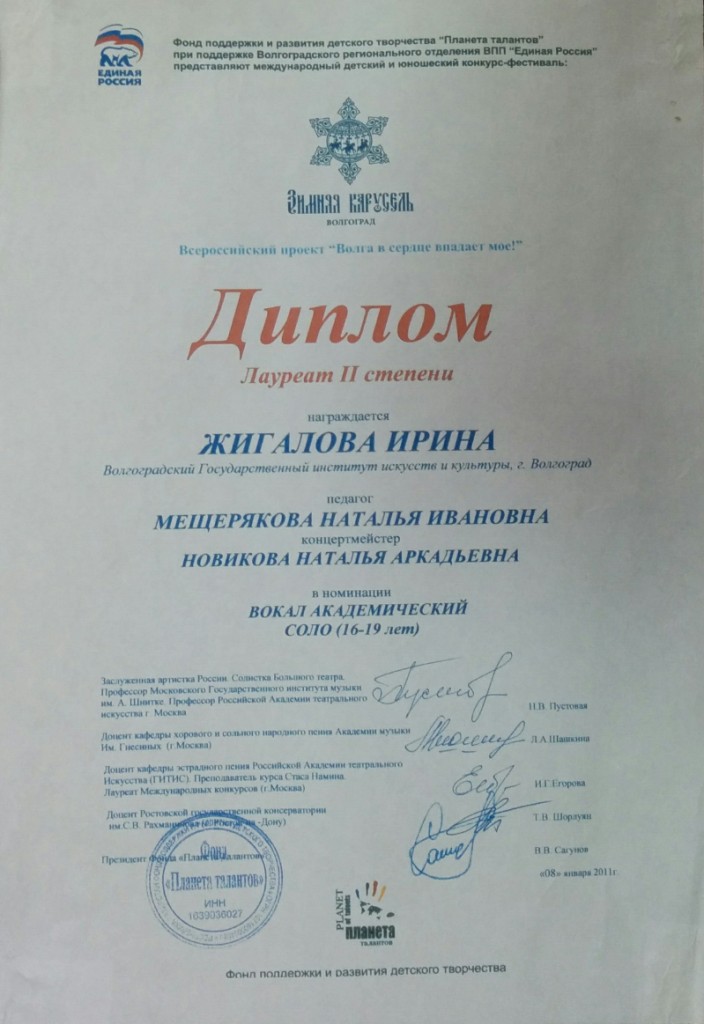 ЕДИНАЯ
РОССИЯ
Фонд поддержки и развития детского творчества "Планета талантов"
при поддержке Волгоградского регионального отделения ВПП "Единая Россия"
представляют международный детский и юношеский конкурс-фестиваль:
Зимняя карусель
ВОЛГОГРАД
Всероссийский проект "Волга в сердце впадает мое!"
Диплом
Лауреат II степени
награждается
ЖИГАЛОВА ИРИНА
Волгоградский Государственный институт искусств и культуры, г. Волгоград
педагог
МЕЩЕРЯКОВА НАТАЛЬЯ ИВАНОВНА
концертмейстер
НОВИКОВА НАТАЛЬЯ АРКАДЬЕВНА
в номинации
ВОКАЛ АКАДЕМИЧЕСКИЙ
СОЛО (16-19 лет)
Заслуженная артистка России. Солистка Большого театра.
Профессор Московского Государственного института музыки
им. А. Шнитке. Профессор Российской Академии театрального
искусства г. Москва
Н.В. Пустовая
Доцент кафедры хорового и сольного народного пения Академии музыки
Им. Гнесиных (г.Москва)
Л.А.Шашкина
Доцент кафедры эстрадного пения Российской Академии театрального
Искусства (ГИТИС). Преподаватель курса Стаса Намина.
Лауреат Международных конкурсов (г.Москва)
И.Г.Егорова
Доцент Ростовской государственной консерватории
им.С.В. -Дону)
Т.В. Шорлуян
Президент Фонда «Планета талантов»
В.В. Сагунов
«08» января 2011г.
Фонд
«Планета талантов»
ИНН
1639036027
PLANET
of talents
планета
ТАЛАНТОВ
Фонд поддержки и развития детского творчества